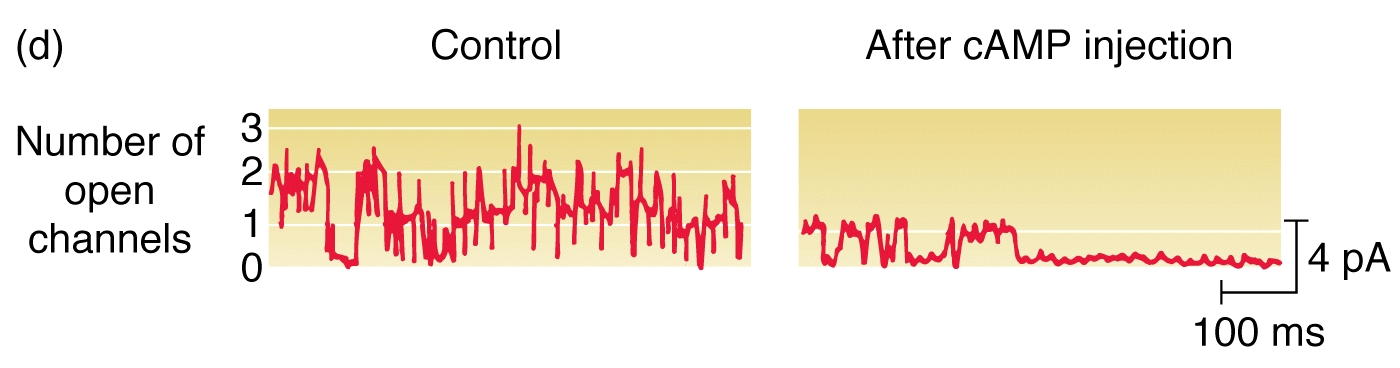 (d)
Control
After cAMP injection
Number of
open
channels
3
2
1
0
4 pA
100 ms